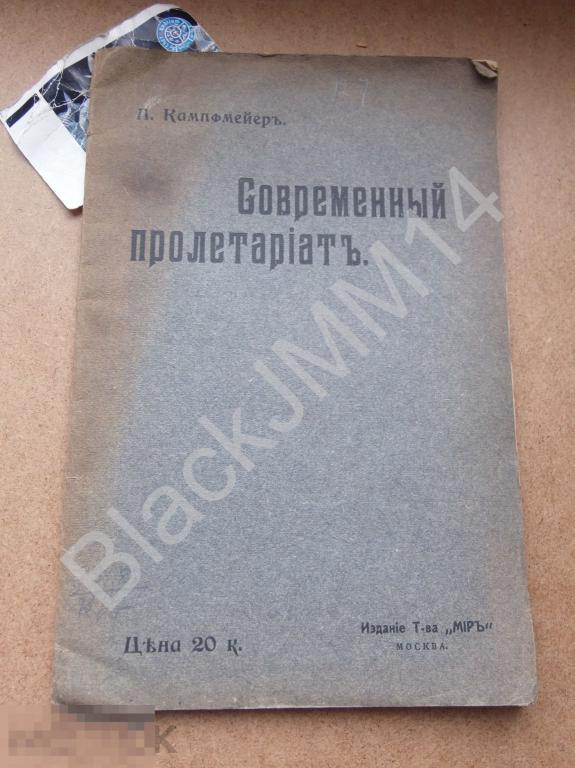 П. Кампфмейеръ.
Современный
пролетаріатъ.
BlackJMM14
Цѣна 20 к.
Изданіе Т-ва „МІРЪ“
МОСКВА.